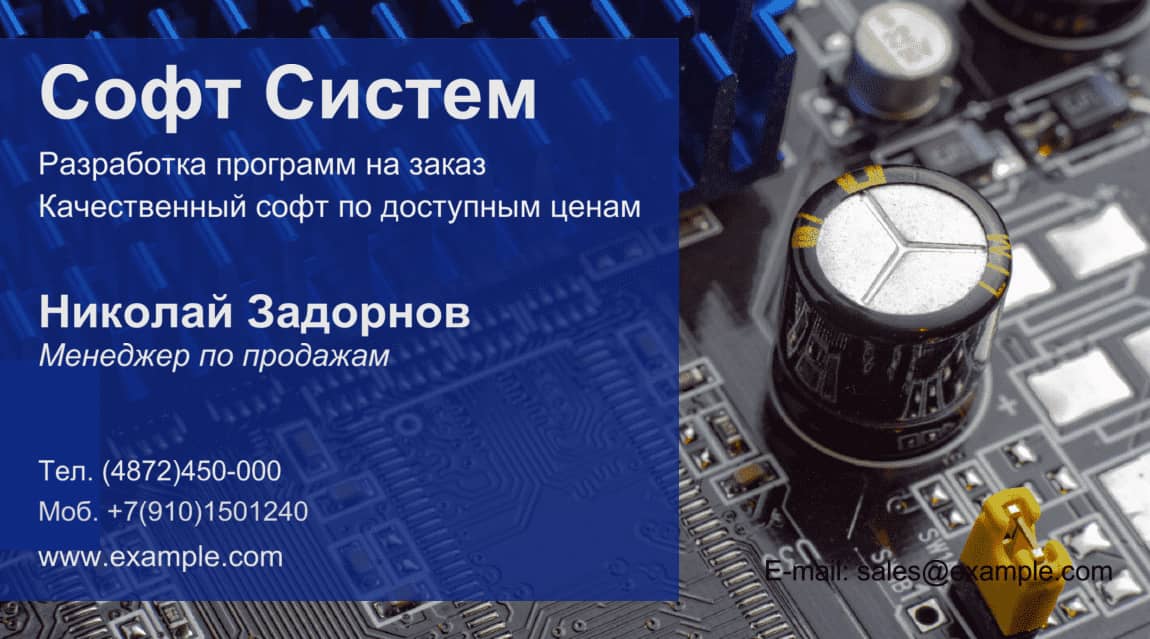 Софт Систем
Разработка программ на заказ
Качественный софт по доступным ценам
Николай Задорнов
Менеджер по продажам
Тел. (4872)450-000
Моб. +7(910)1501240
www.example.com
E-mail: sales@example.com